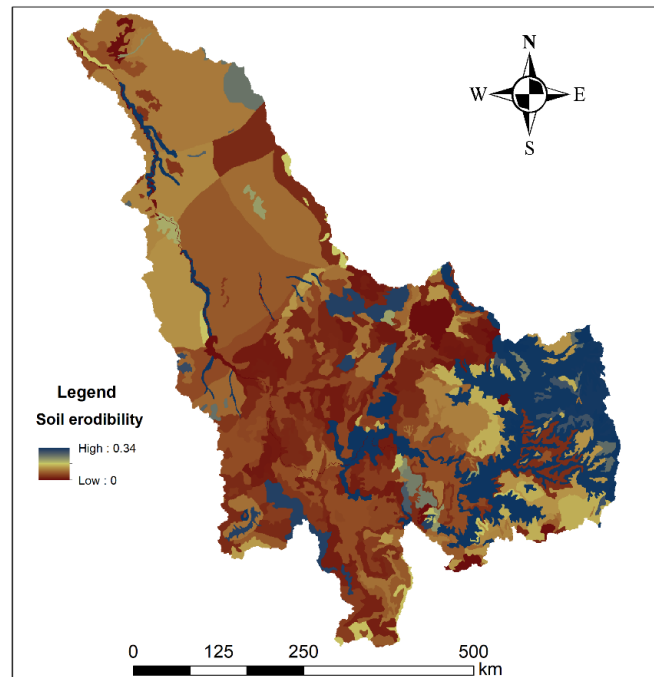 N
W E
S
Legend
Soil erodibility
High : 0.34
Low : 0
0 125 250 500
km